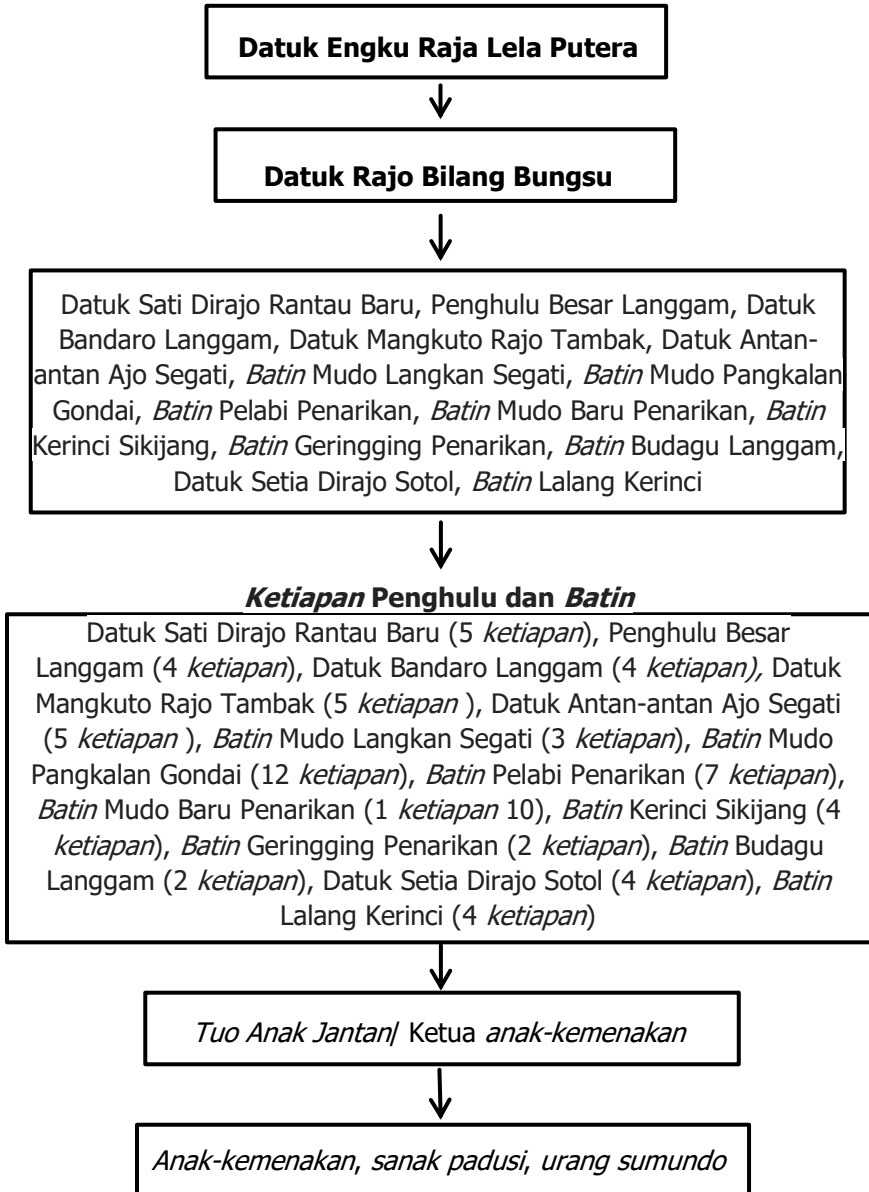 Datuk Engku Raja Lela Putera
Datuk Rajo Bilang Bungsu
Datuk Sati Dirajo Rantau Baru, Penghulu Besar Langgam, Datuk
Bandaro Langgam, Datuk Mangkuto Rajo Tambak, Datuk Antan-
antan Ajo Segati, Batin Mudo Langkan Segati, Batin Mudo Pangkalan
Gondai, Batin Pelabi Penarikan, Batin Mudo Baru Penarikan, Batin
Kerinci Sikijang, Batin Geringging Penarikan, Batin Budagu Langgam,
Datuk Setia Dirajo Sotol, Batin Lalang Kerinci
Ketiapan Penghulu dan Batin
Datuk Sati Dirajo Rantau Baru (5 ketiapan), Penghulu Besar
Langgam (4 ketiapan), Datuk Bandaro Langgam (4 ketiapan), Datuk
Mangkuto Rajo Tambak (5 ketiapan ), Datuk Antan-antan Ajo Segati
(5 ketiapan ), Batin Mudo Langkan Segati (3 ketiapan), Batin Mudo
Pangkalan Gondai (12 ketiapan), Batin Pelabi Penarikan (7 ketiapan),
Batin Mudo Baru Penarikan (1 ketiapan 10), Batin Kerinci Sikijang (4
ketiapan), Batin Geringging Penarikan (2 ketiapan), Batin Budagu
Langgam (2 ketiapan), Datuk Setia Dirajo Sotol (4 ketiapan), Batin
Lalang Kerinci (4 ketiapan)
Tuo Anak Jantan/ Ketua anak-kemenakan
Anak-kemenakan, sanak padusi, urang sumundo